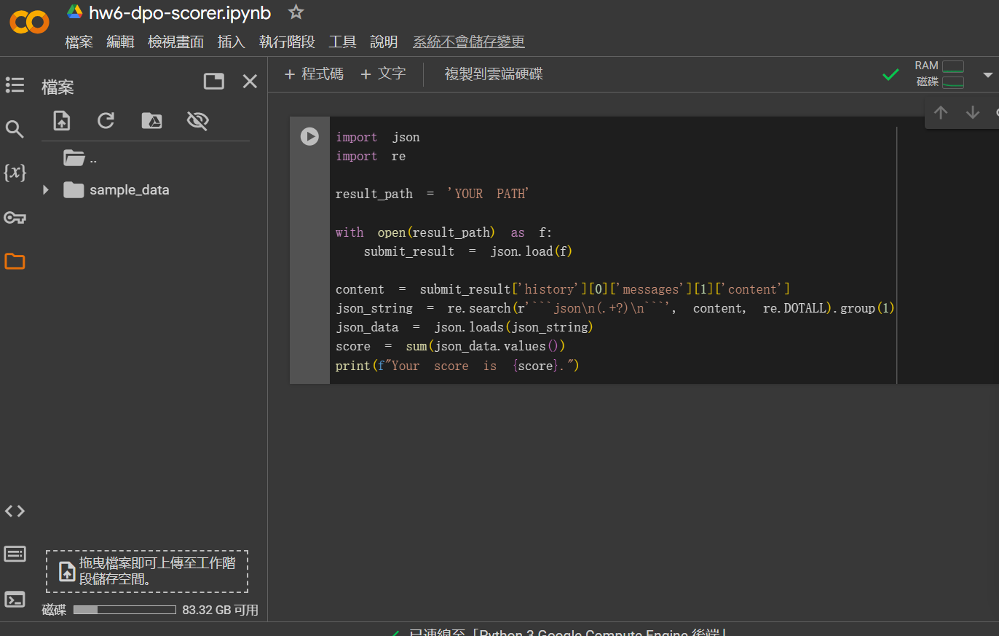 hw6-dpo-scorer.ipynb
檔案 編輯 檢視畫面 插入 執行階段 工具 說明 系統不會儲存變更
檔案
+ 程式碼 + 文字 複製到雲端硬碟
RAM
磁碟
..
sample_data
{x}
import json
import re
result_path = 'YOUR PATH'
with open(result_path) as f:
    submit_result = json.load(f)
content = submit_result['history'][0]['messages'][1]['content']
json_string = re.search(r'```json\n(.+?)\n```', content, re.DOTALL).group(1)
json_data = json.loads(json_string)
score = sum(json_data.values())
print(f"Your score is {score}.")
拖曳檔案即可上傳至工作階
段儲存空間。
磁碟 83.32 GB 可用
已連線至「Python 3 Google Compute Engine 後端」